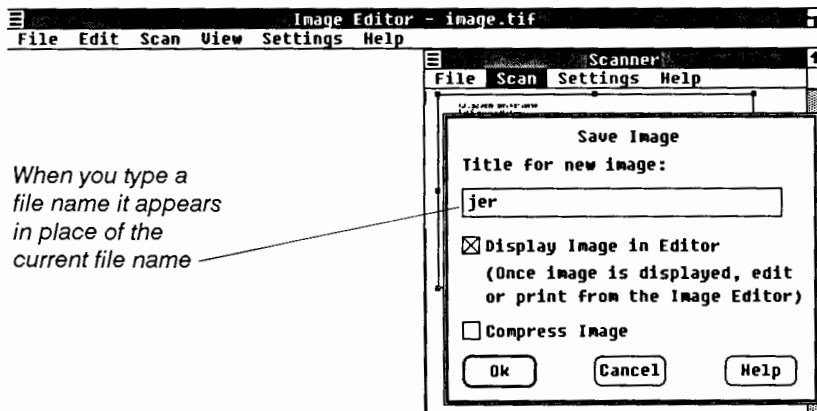 Image Editor - image.tif
File Edit Scan View Settings Help
Scanner
File Scan Settings Help
Save Image
Title for new image:
When you type a
file name it appears
in place of the
current file name
jer
Display Image in Editor
(Once image is displayed, edit
or print from the Image Editor)
Compress Image
Ok Cancel Help